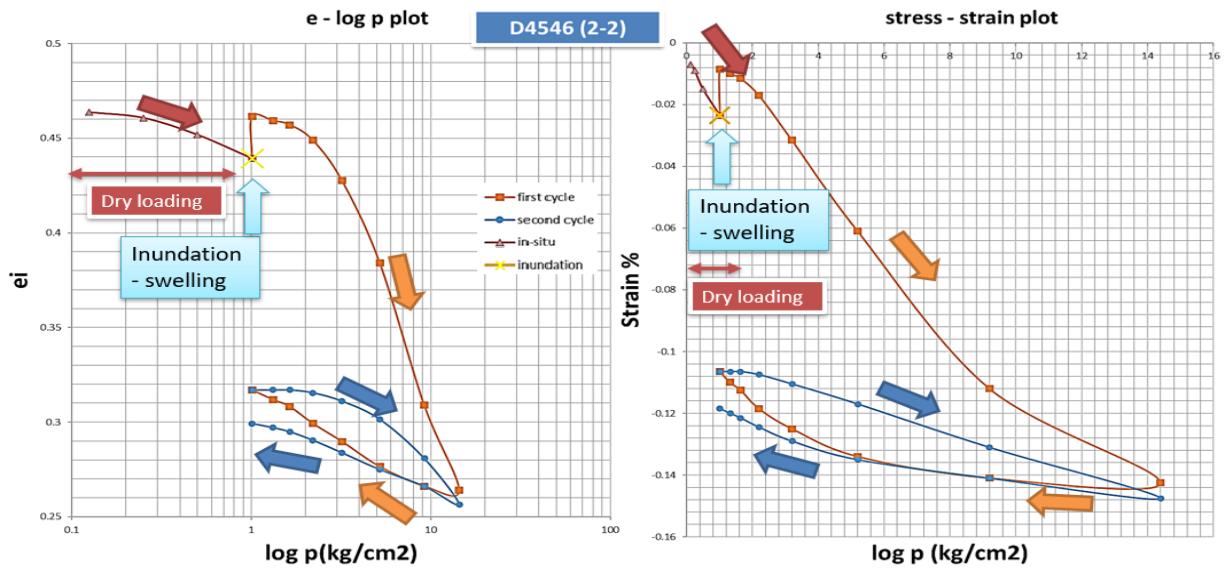 e - log p plot
D4546 (2-2)
stress - strain plot
0.5
0.45
0.4
0.35
0.3
0.25
0.1
1
10
100
ei
log p(kg/cm2)
Dry loading
Inundation
- swelling
first cycle
second cycle
in-situ
inundation
0
2
4
6
8
10
12
14
16
0
-0.02
-0.04
-0.06
-0.08
-0.1
-0.12
-0.14
-0.16
Strain %
log p (kg/cm2)
Inundation
- swelling
Dry loading